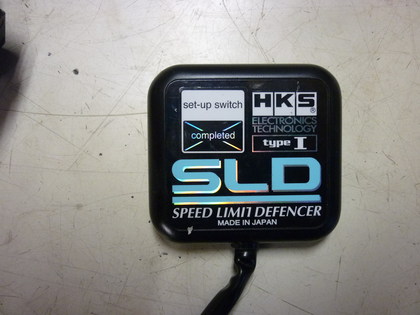 set-up switch
completed
HKS
ELECTRONICS
TECHNOLOGY
type I
SLD
SPEED LIMIT DEFENCER
MADE IN JAPAN